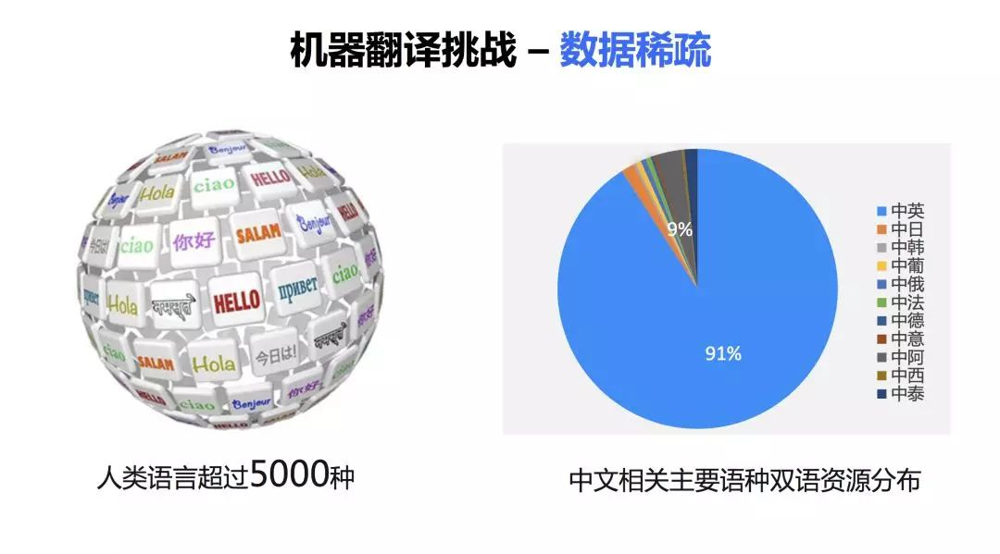 机器翻译挑战 – 数据稀疏
Bonjour
SALAM
ciao
HELLO
Hola
Bonjour
Hola
SALAM
Bonjour
HELLO
今日は!
ciao
你好
привет
ciao
привет
Hola
HELLO
ciao
SALAM
Hola
今日は!
HELLO
ciao
Bonjour
你好
人类语言超过5000种
9%
91%
中英
中日
中韩
中葡
中俄
中法
中德
中意
中阿
中西
中泰
中文相关主要语种双语资源分布